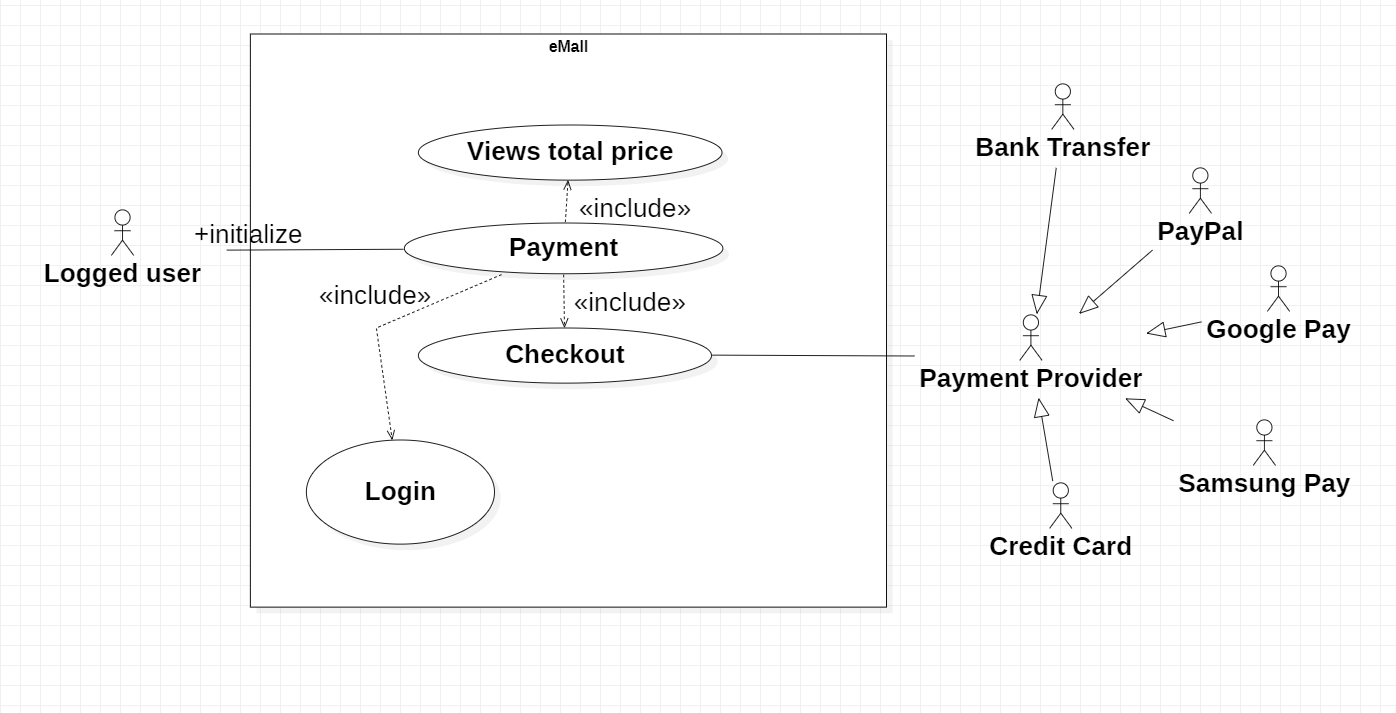 eMall
Bank Transfer
Views total price
«include»
PayPal
+initialize
Payment
Logged user
«include»
«include»
Google Pay
Checkout
Payment Provider
Login
Samsung Pay
Credit Card